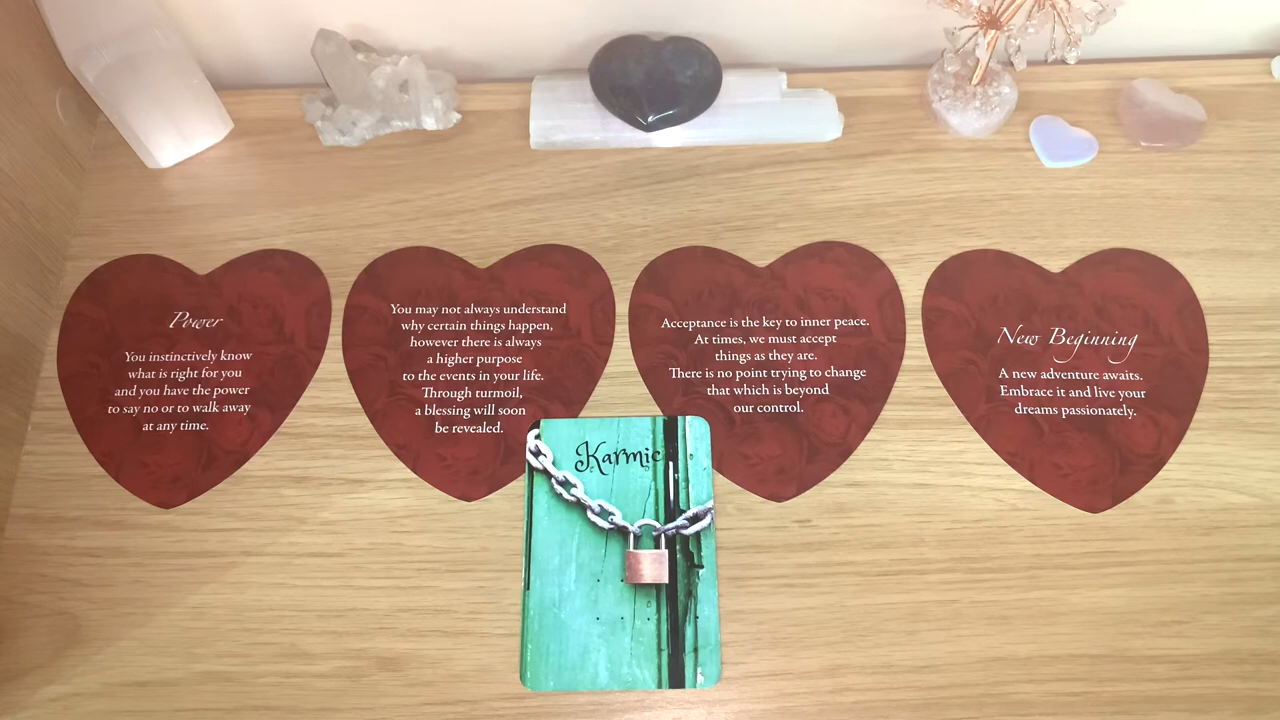 Power
You instinctively know
what is right for you
and you have the power
to say no or to walk away
at any time.
You may not always understand
why certain things happen,
however there is always
a higher purpose
to the events in your life.
Through turmoil,
a blessing will soon
be revealed.
Acceptance is the key to inner peace.
At times, we must accept
things as they are.
There is no point trying to change
that which is beyond
our control.
New Beginning
A new adventure awaits.
Embrace it and live your
dreams passionately.
Karmic